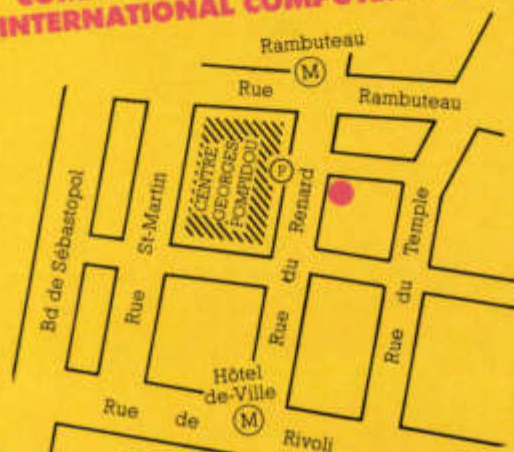 INTERNATIONAL
Rambuteau
M
Rue Rambuteau
CENTRE
GEORGES
POMPIDOU
P
Bd de Sébastopol
Rue St-Martin
Rue du Renard
Rue du Temple
Hôtel
de-Ville
M
Rue de Rivoli